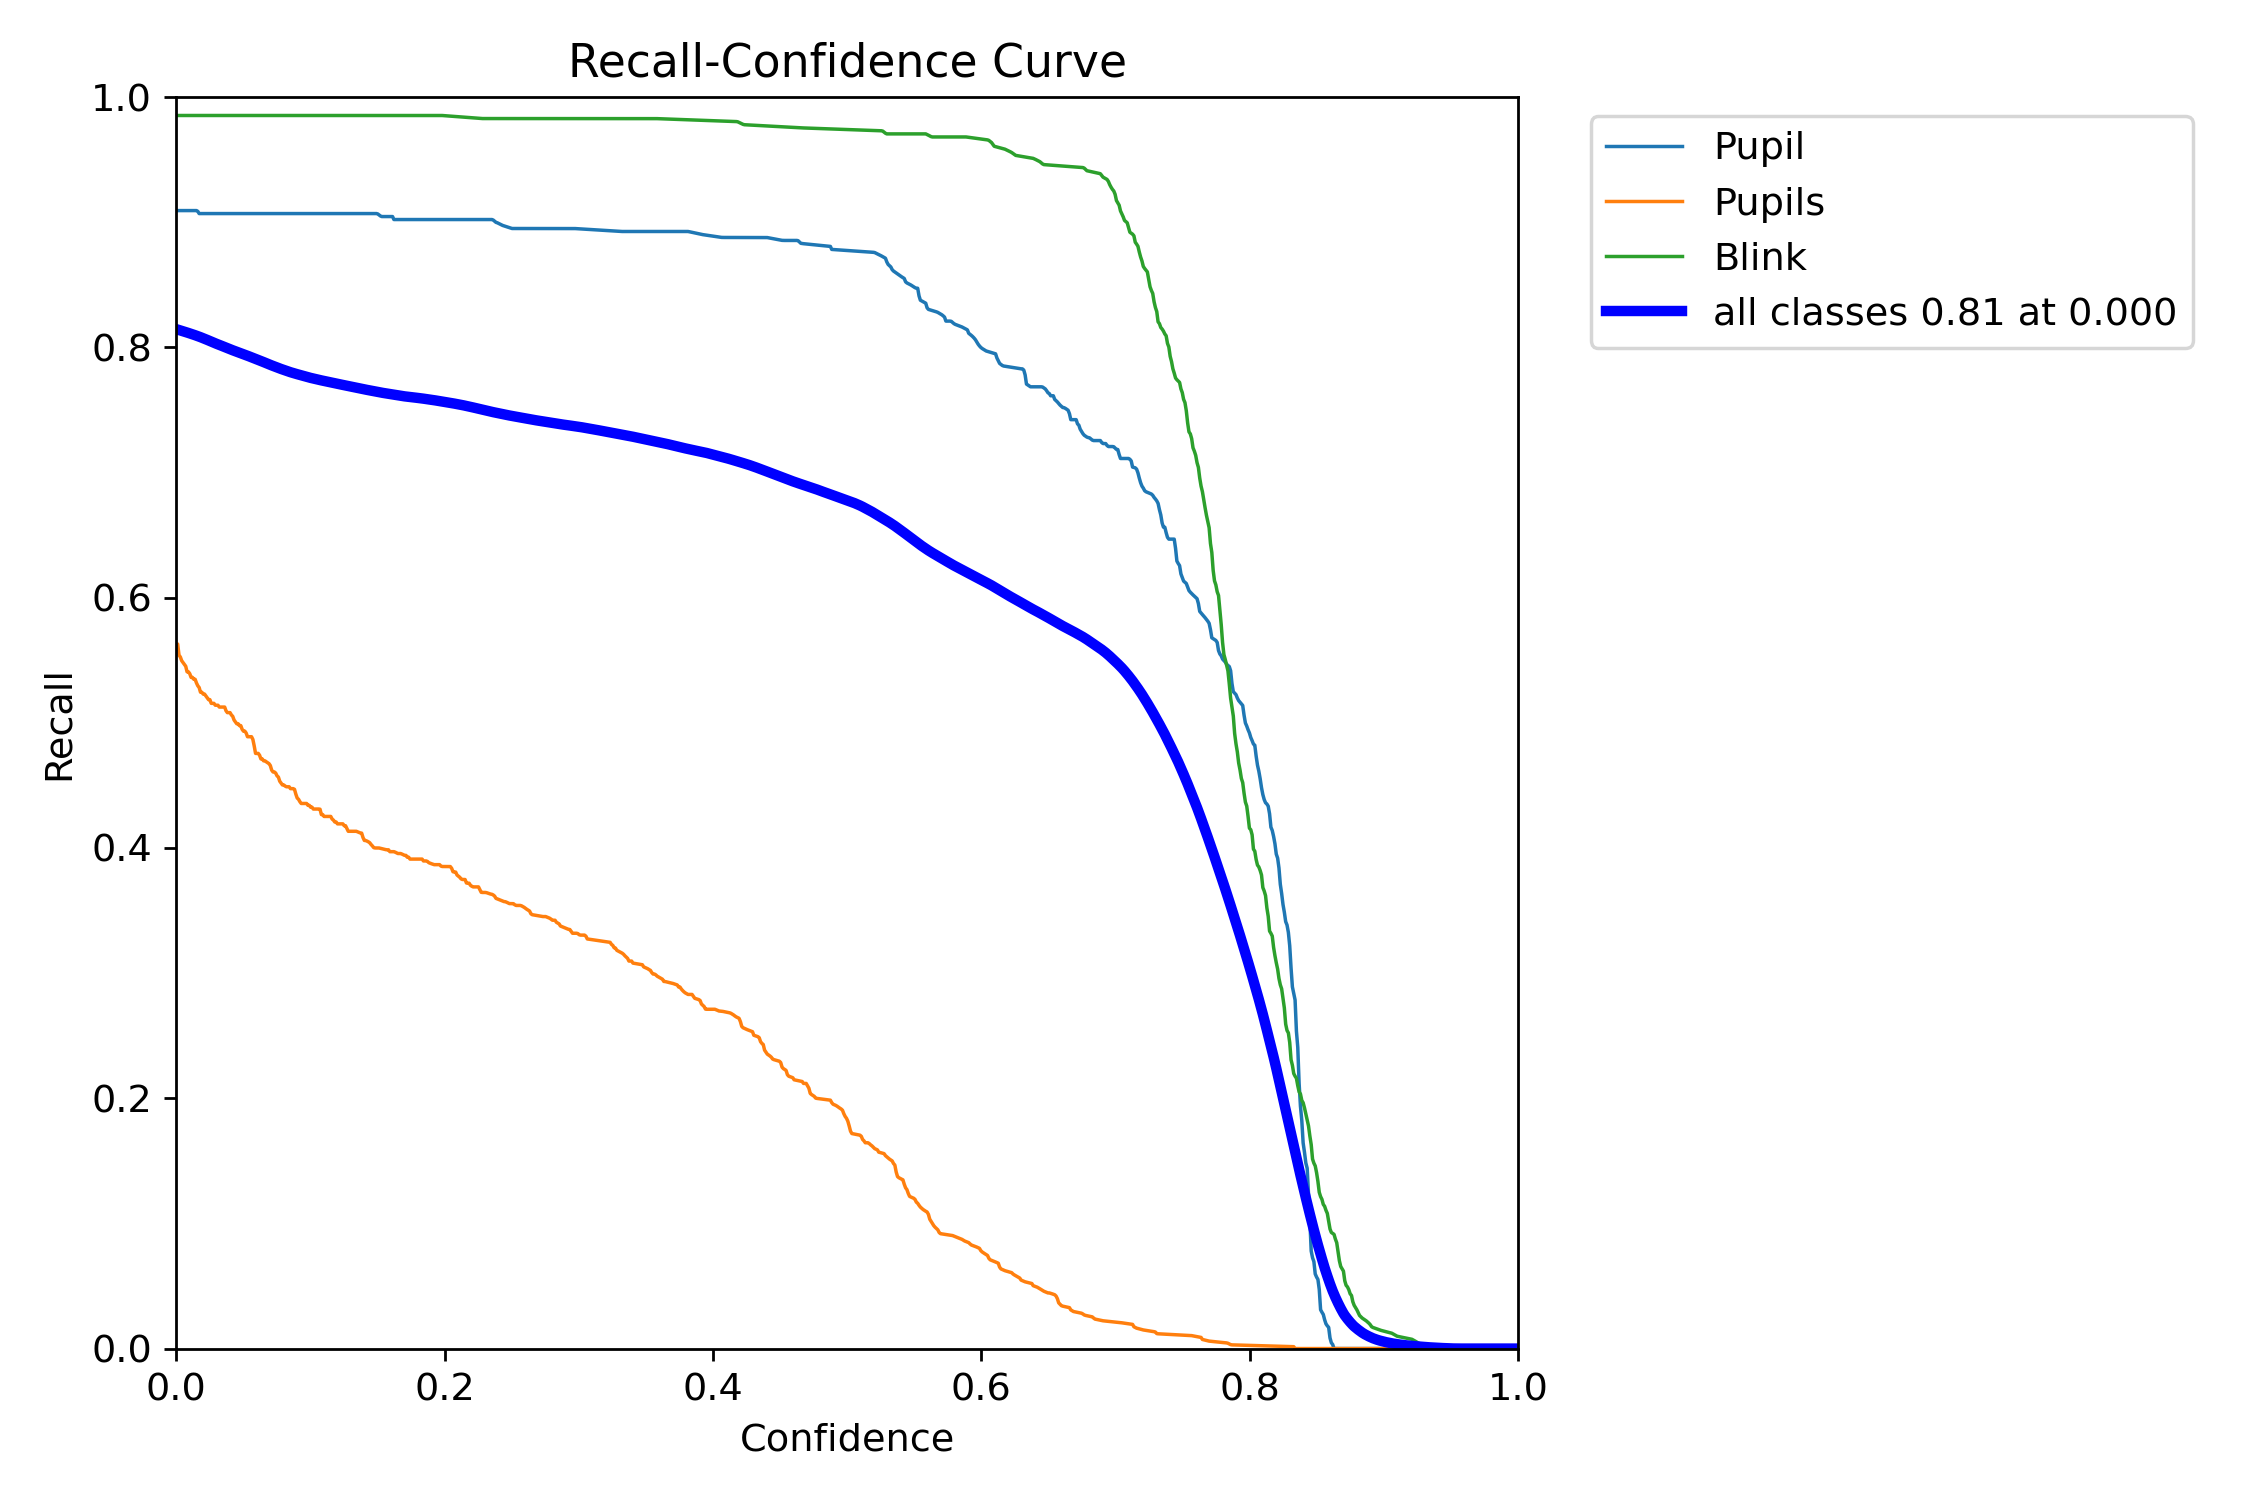 Recall-Confidence Curve
1.0
0.8
0.6
0.4
0.2
0.0
Recall
0.0 0.2 0.4 0.6 0.8 1.0
Confidence
Pupil
Pupils
Blink
all classes 0.81 at 0.000